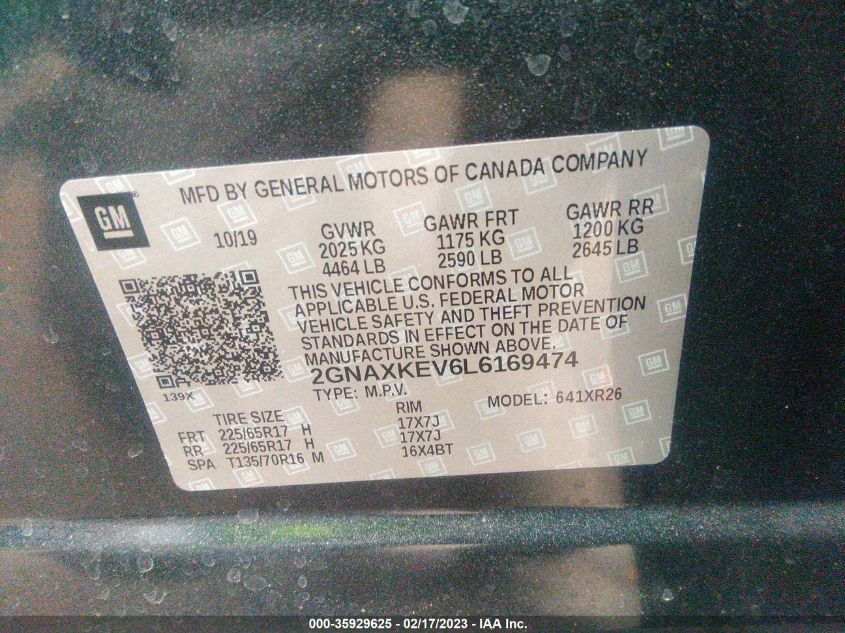 GM
MFD BY GENERAL MOTORS OF CANADA COMPANY
10/19
GVWR
2025 KG
4464 LB
GAWR FRT
1175 KG
2590 LB
GAWR RR
1200 KG
2645 LB
THIS VEHICLE CONFORMS TO ALL
APPLICABLE U.S. FEDERAL MOTOR
VEHICLE SAFETY AND THEFT PREVENTION
STANDARDS IN EFFECT ON THE DATE OF
MANUFACTURE SHOWN ABOVE.
2GNAXKEV6L6169474
139X
TYPE: M.P.V.
MODEL: 641XR26
TIRE SIZE
RIM
FRT 225/65R17 H 17X7J
RR 225/65R17 H 17X7J
SPA T135/70R16 M 16X4BT
000-35929625 - 02/17/2023 - IAA Inc.